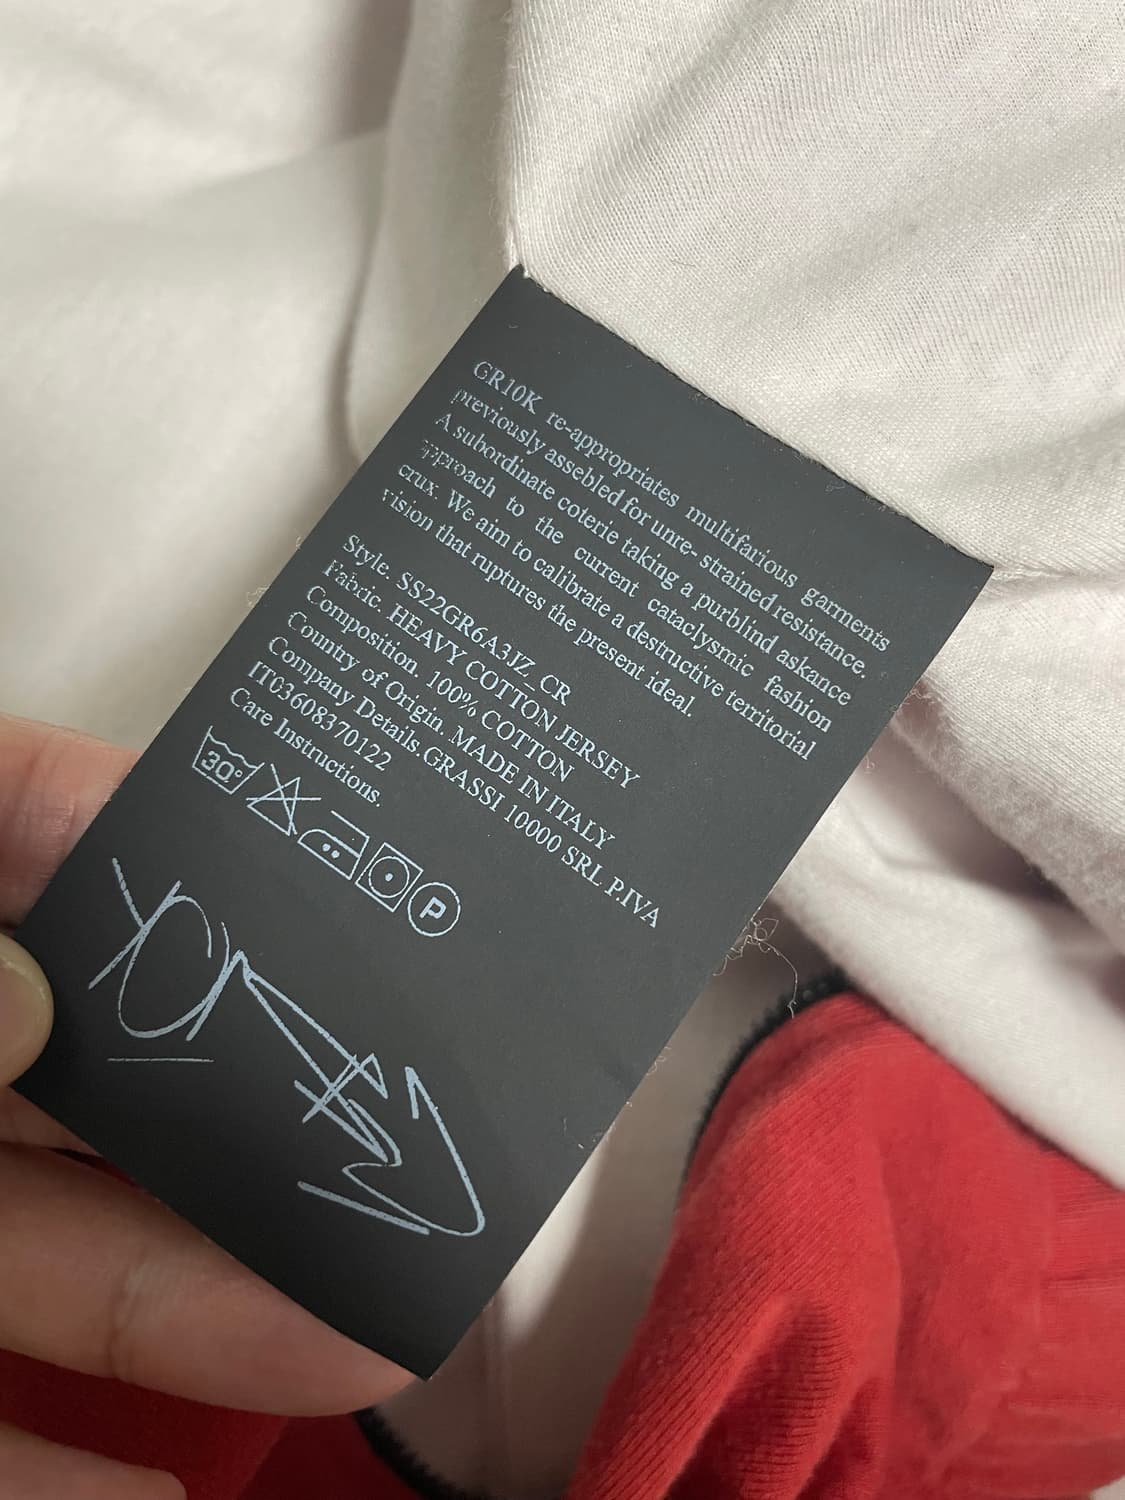 GR10K re-appropriates multifarious garments
previously assebled for unre- strained resistance.
A subordinate coterie taking a purblind askance
approach to the current cataclysmic fashion
crux. We aim to calibrate a destructive territorial
vision that ruptures the present ideal.
Style. SS22GR6A3JZ. CR
Fabric. HEAVY COTTON JERSEY
Composition. 100% COTTON
Country of Origin. MADE IN ITALY
Company Details.GRASSI 10000 SRL P.IVA
IT03608370122
Care Instructions.
30°
P